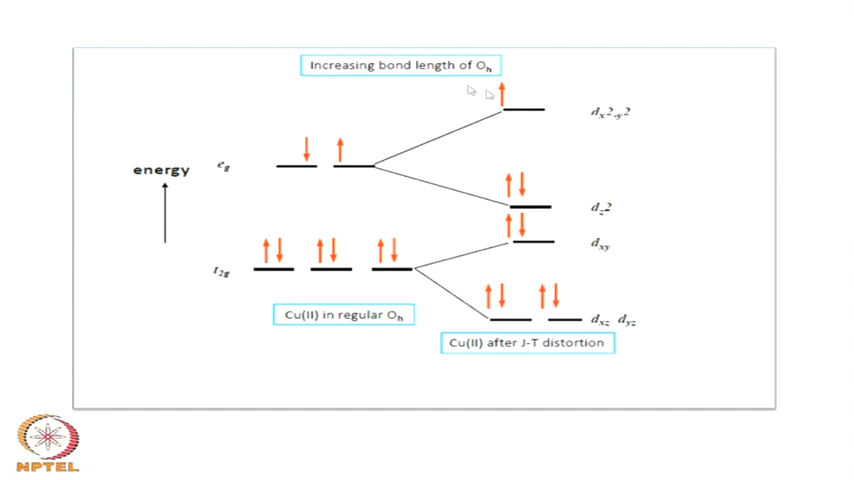 Increasing bond length of Oh
dx2-y2
eg
energy
dz2
dxy
t2g
Cu(II) in regular Oh
dxz dyz
Cu(II) after J-T distortion
NPTEL